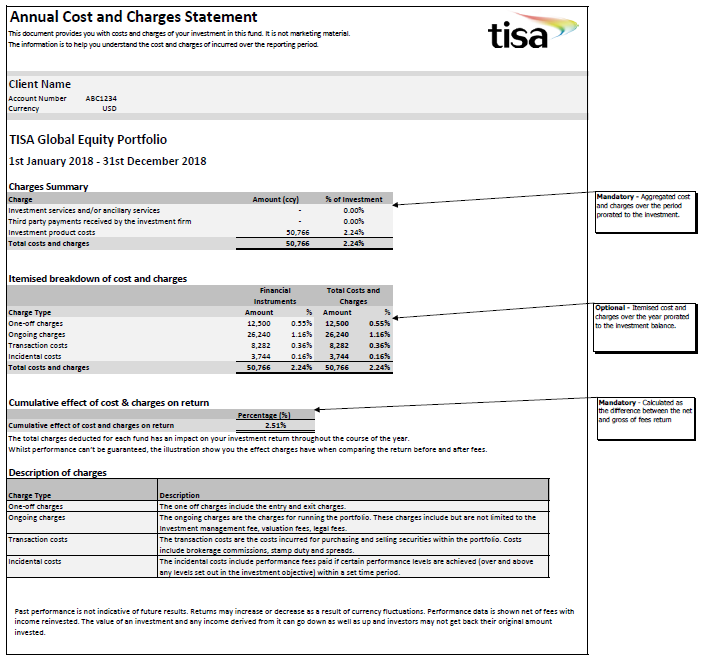 Annual Cost and Charges Statement
This document provides you with costs and charges of your investment in this fund. It is not marketing material.
The information is to help you understand the cost and charges of incurred over the reporting period.
tisa
Client Name
Account Number ABC1234
Currency USD
TISA Global Equity Portfolio
1st January 2018 - 31st December 2018
Charges Summary
Charge Amount (ccy) % of Investment
Investment services and/or ancillary services - 0.00%
Third party payments received by the investment firm - 0.00%
Investment product costs 50,766 2.24%
Total costs and charges 50,766 2.24%
Mandatory - Aggregated cost
and charges over the period
prorated to the investment.
Itemised breakdown of cost and charges
Financial Total Costs and
Instruments Charges
Charge Type Amount % Amount %
One-off charges 12,500 0.55% 12,500 0.55%
Ongoing charges 26,240 1.16% 26,240 1.16%
Transaction costs 8,282 0.36% 8,282 0.36%
Incidental costs 3,744 0.16% 3,744 0.16%
Total costs and charges 50,766 2.24% 50,766 2.24%
Optional - Itemised cost and
charges over the year prorated
to the investment balance.
Cumulative effect of cost & charges on return
Percentage (%)
Cumulative effect of cost and charges on return 2.51%
Mandatory - Calculated as
the difference between the net
and gross of fees return
The total charges deducted for each fund has an impact on your investment return throughout the course of the year.
Whilst performance can't be guaranteed, the illustration show you the effect charges have when comparing the return before and after fees.
Description of charges
Charge Type Description
One-off charges The one off charges include the entry and exit charges.
Ongoing charges The ongoing charges are the charges for running the portfolio. These charges include but are not limited to the
investment management fee, valuation fees, legal fees.
Transaction costs The transaction costs are the costs incurred for purchasing and selling securities within the portfolio. Costs
include brokerage commissions, stamp duty and spreads.
Incidental costs The incidental costs include performance fees paid if certain performance levels are achieved (over and above
any levels set out in the investment objective) within a set time period.
Past performance is not indicative of future results. Returns may increase or decrease as a result of currency fluctuations. Performance data is shown net of fees with
income reinvested. The value of an investment and any income derived from it can go down as well as up and investors may not get back their original amount
invested.